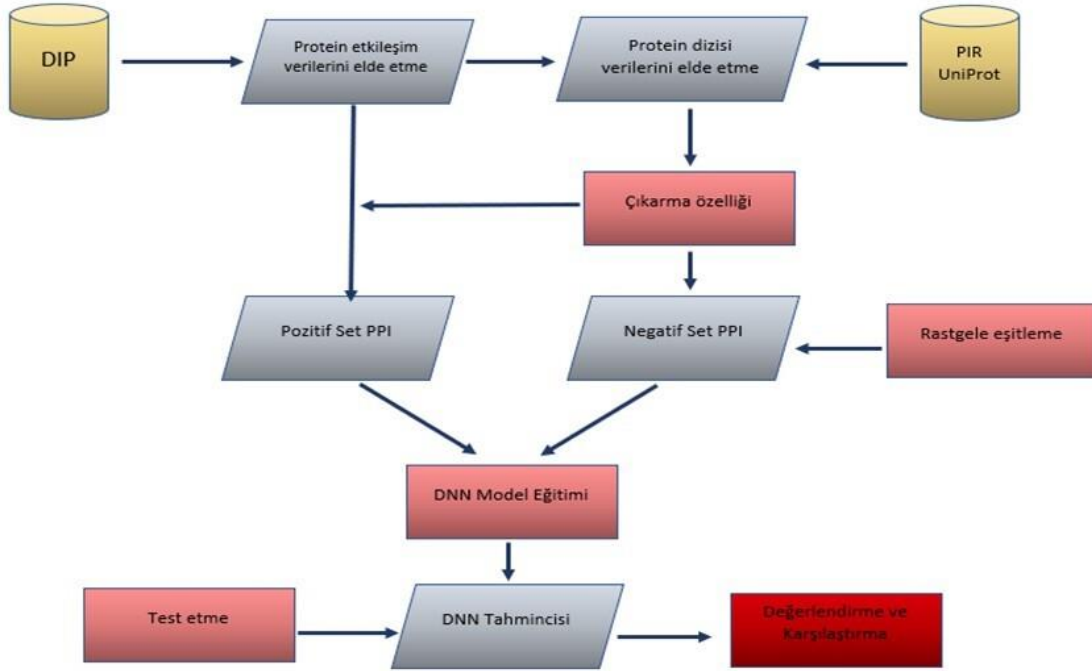 DIP
Protein etkileşim
verilerini elde etme
Protein dizisi
verilerini elde etme
PIR
UniProt
Çıkarma özelliği
Pozitif Set PPI
Negatif Set PPI
Rastgele eşitleme
DNN Model Eğitimi
Test etme
DNN Tahmincisi
Değerlendirme ve
Karşılaştırma